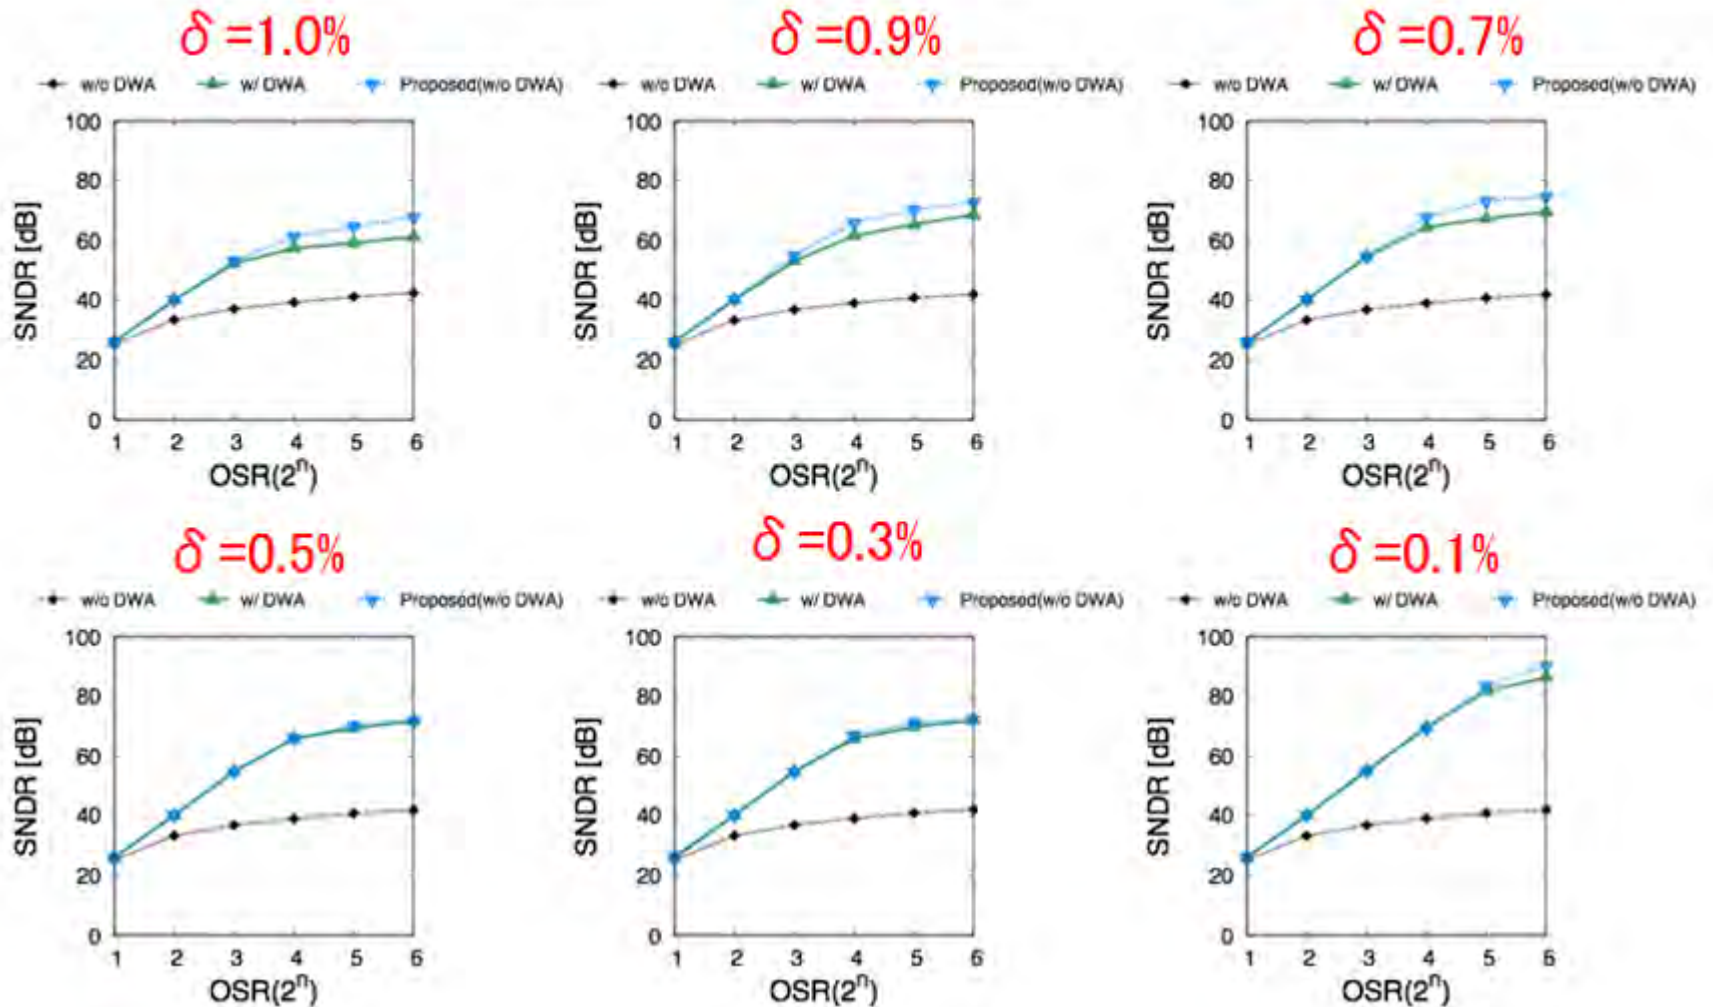 δ=1.0% δ=0.9% δ=0.7%
w/o DWA w/ DWA Proposed(w/o DWA) w/o DWA w/ DWA Proposed(w/o DWA) w/o DWA w/ DWA Proposed(w/o DWA)
100 100 100
80 80 80
60 60 60
40 40 40
20 20 20
0 0 0
SNDR [dB] SNDR [dB] SNDR [dB]
1 2 3 4 5 6 1 2 3 4 5 6 1 2 3 4 5 6
OSR(2^n) OSR(2^n) OSR(2^n)
δ=0.5% δ=0.3% δ=0.1%
w/o DWA w/ DWA Proposed(w/o DWA) w/o DWA w/ DWA Proposed(w/o DWA) w/o DWA w/ DWA Proposed(w/o DWA)
100 100 100
80 80 80
60 60 60
40 40 40
20 20 20
0 0 0
SNDR [dB] SNDR [dB] SNDR [dB]
1 2 3 4 5 6 1 2 3 4 5 6 1 2 3 4 5 6
OSR(2^n) OSR(2^n) OSR(2^n)